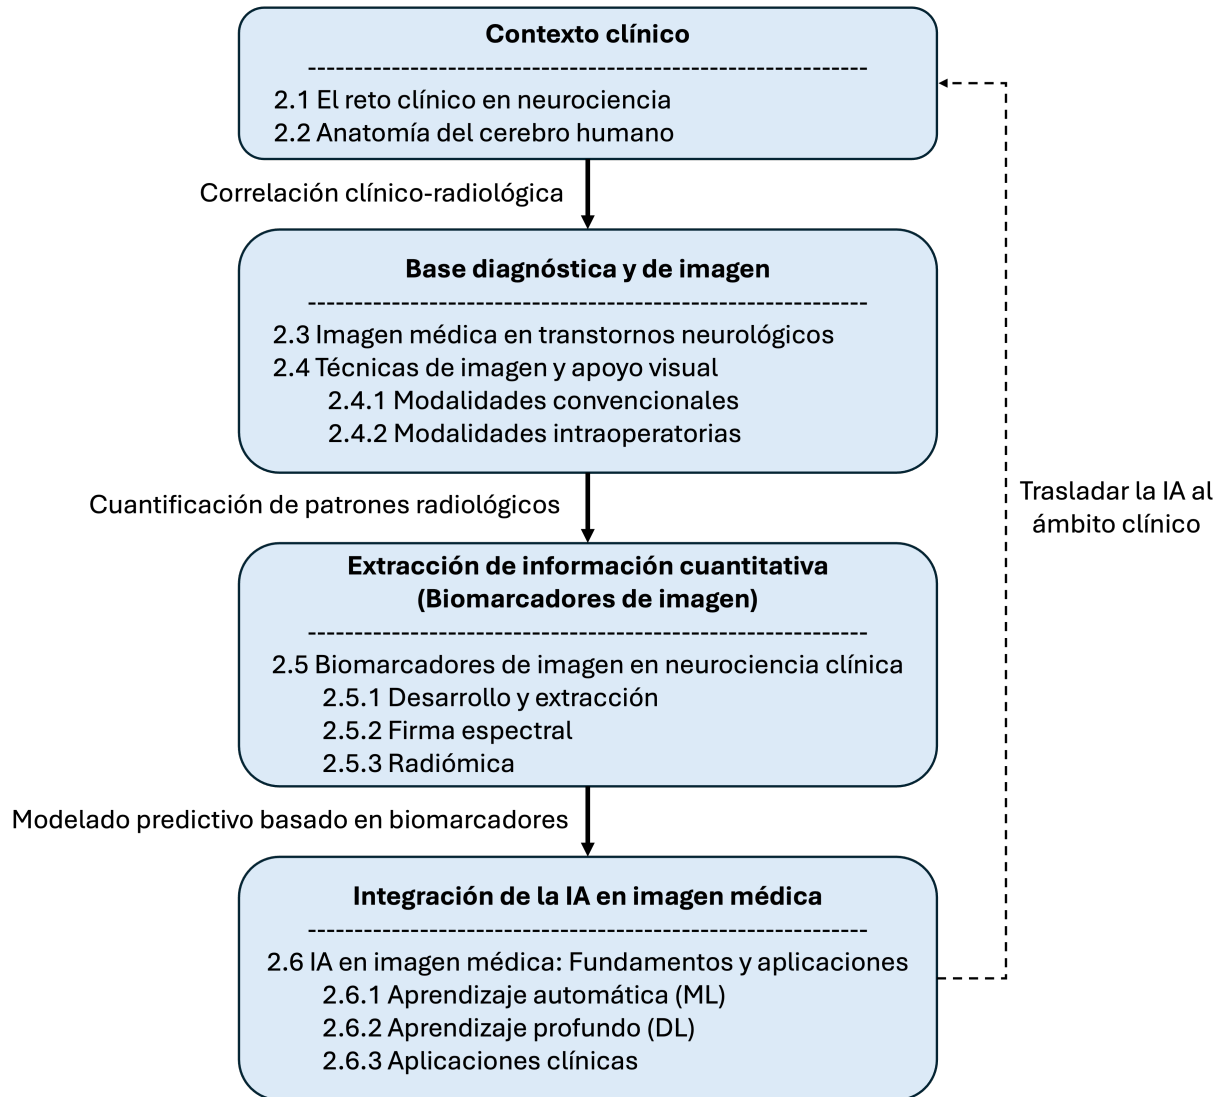 Contexto clínico
------------------------------------------------------------
2.1 El reto clínico en neurociencia
2.2 Anatomía del cerebro humano
Correlación clínico-radiológica
Base diagnóstica y de imagen
------------------------------------------------------------
2.3 Imagen médica en transtornos neurológicos
2.4 Técnicas de imagen y apoyo visual
2.4.1 Modalidades convencionales
2.4.2 Modalidades intraoperatorias
Cuantificación de patrones radiológicos
Trasladar la IA al
ámbito clínico
Extracción de información cuantitativa
(Biomarcadores de imagen)
------------------------------------------------------------
2.5 Biomarcadores de imagen en neurociencia clínica
2.5.1 Desarrollo y extracción
2.5.2 Firma espectral
2.5.3 Radiómica
Modelado predictivo basado en biomarcadores
Integración de la IA en imagen médica
------------------------------------------------------------
2.6 IA en imagen médica: Fundamentos y aplicaciones
2.6.1 Aprendizaje automática (ML)
2.6.2 Aprendizaje profundo (DL)
2.6.3 Aplicaciones clínicas